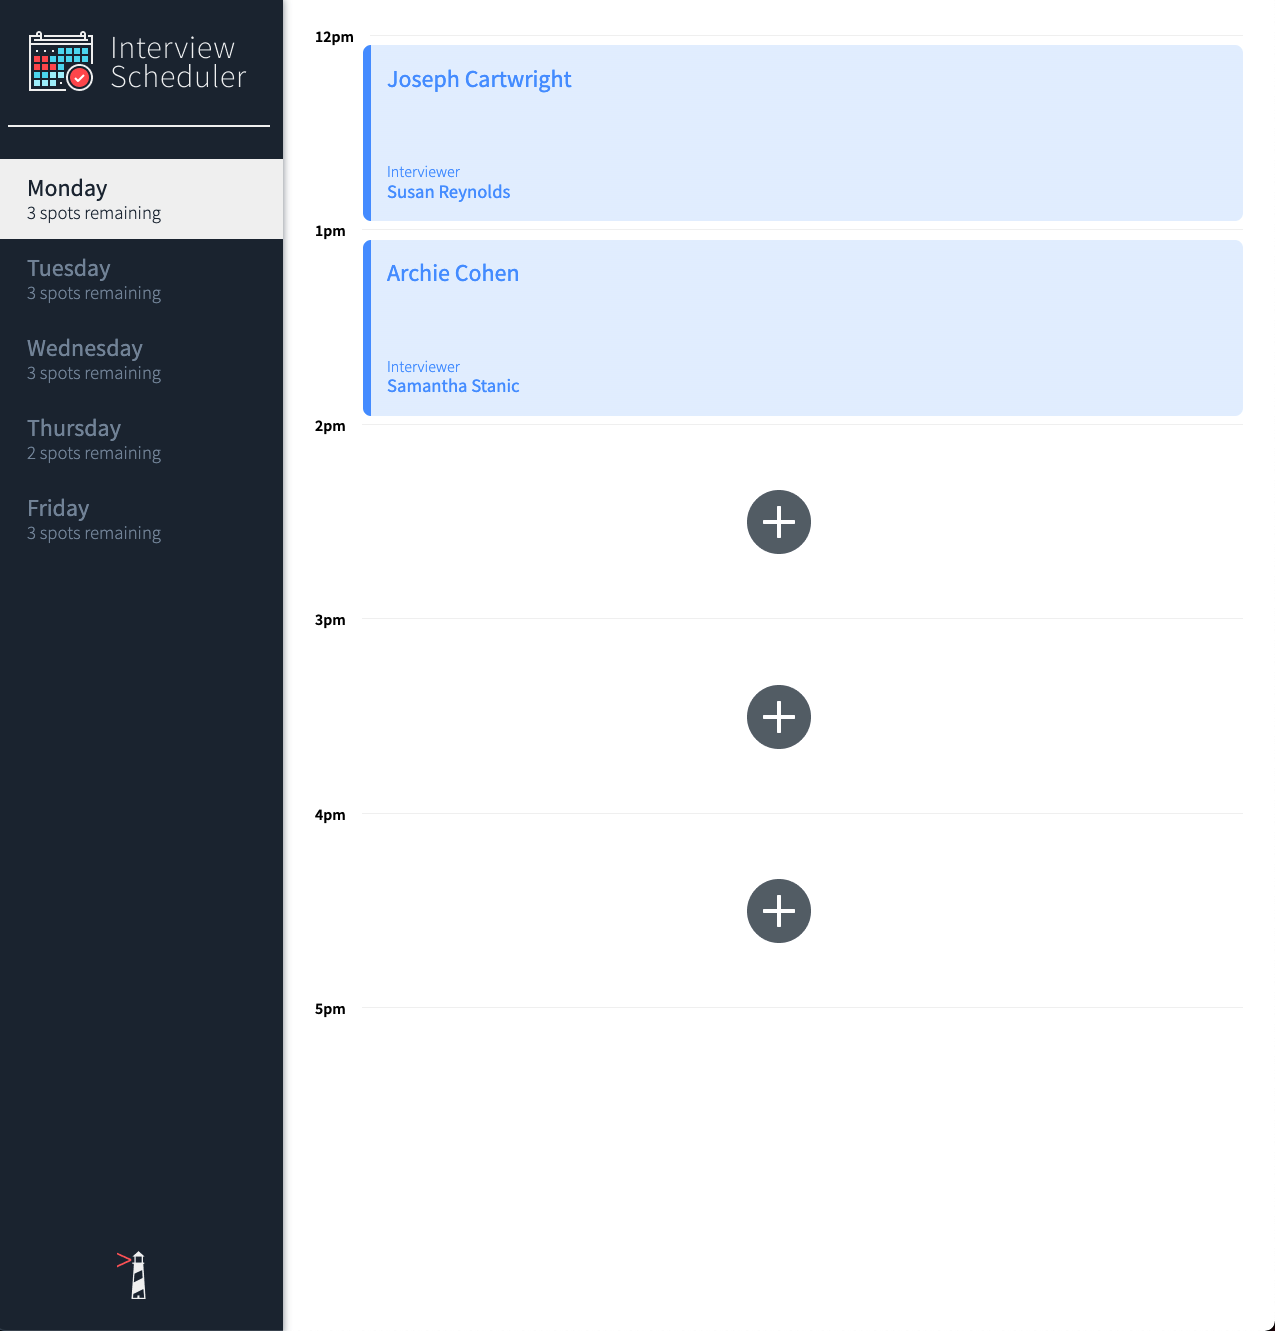 Interview
Scheduler
Monday
3 spots remaining
Tuesday
3 spots remaining
Wednesday
3 spots remaining
Thursday
2 spots remaining
Friday
3 spots remaining
12pm
Joseph Cartwright
Interviewer
Susan Reynolds
1pm
Archie Cohen
Interviewer
Samantha Stanic
2pm
3pm
4pm
5pm